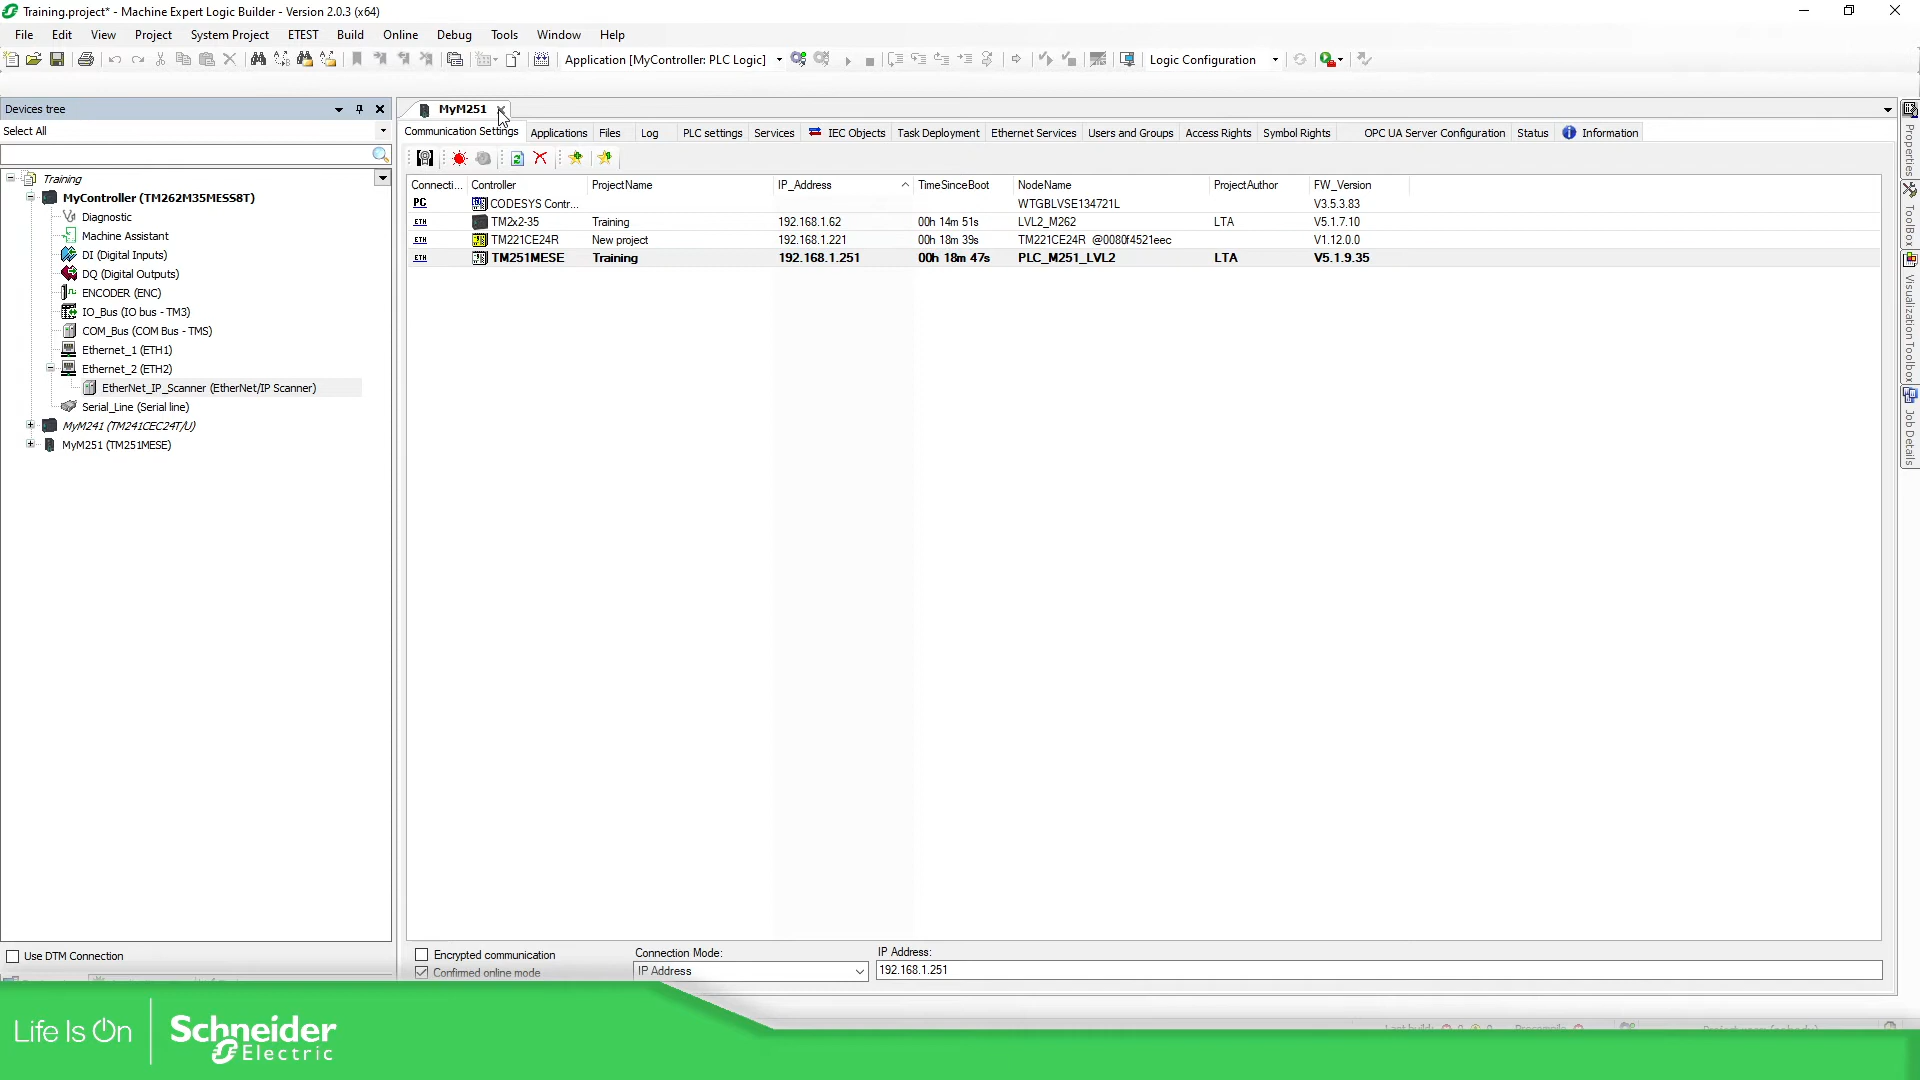 Training.project* - Machine Expert Logic Builder - Version 2.0.3 (x64)
File Edit View Project System Project ETEST Build Online Debug Tools Window Help
Application [MyController: PLC Logic] Logic Configuration
Devices tree
MyM251
Select All
Communication Settings Applications Files Log PLC settings Services IEC Objects Task Deployment Ethernet Services Users and Groups Access Rights Symbol Rights OPC UA Server Configuration Status Information
Training
MyController (TM262M35MESS8T)
Diagnostic
Machine Assistant
DI (Digital Inputs)
DQ (Digital Outputs)
ENCODER (ENC)
IO_Bus (IO bus - TM3)
COM_Bus (COM Bus - TMS)
Ethernet_1 (ETH1)
Ethernet_2 (ETH2)
EtherNet_IP_Scanner (EtherNet/IP Scanner)
Serial_Line (Serial line)
MyM241 (TM241CEC24T/U)
MyM251 (TM251MESE)
Connecti... Controller ProjectName IP_Address TimeSinceBoot NodeName ProjectAuthor FW_Version
PC CODESYS Contr... WTGBLVSE134721L V3.5.3.83
ETH TM2x2-35 Training 192.168.1.62 00h 14m 51s LVL2_M262 LTA V5.1.7.10
ETH TM221CE24R New project 192.168.1.221 00h 18m 39s TM221CE24R @0080f4521eec V1.12.0.0
ETH TM251MESE Training 192.168.1.251 00h 18m 47s PLC_M251_LVL2 LTA V5.1.9.35
Properties
ToolBox
Visualization Toolbox
Job Details
Use DTM Connection
Encrypted communication
Confirmed online mode
Connection Mode:
IP Address
IP Address:
192.168.1.251
Life Is On
Schneider
Electric